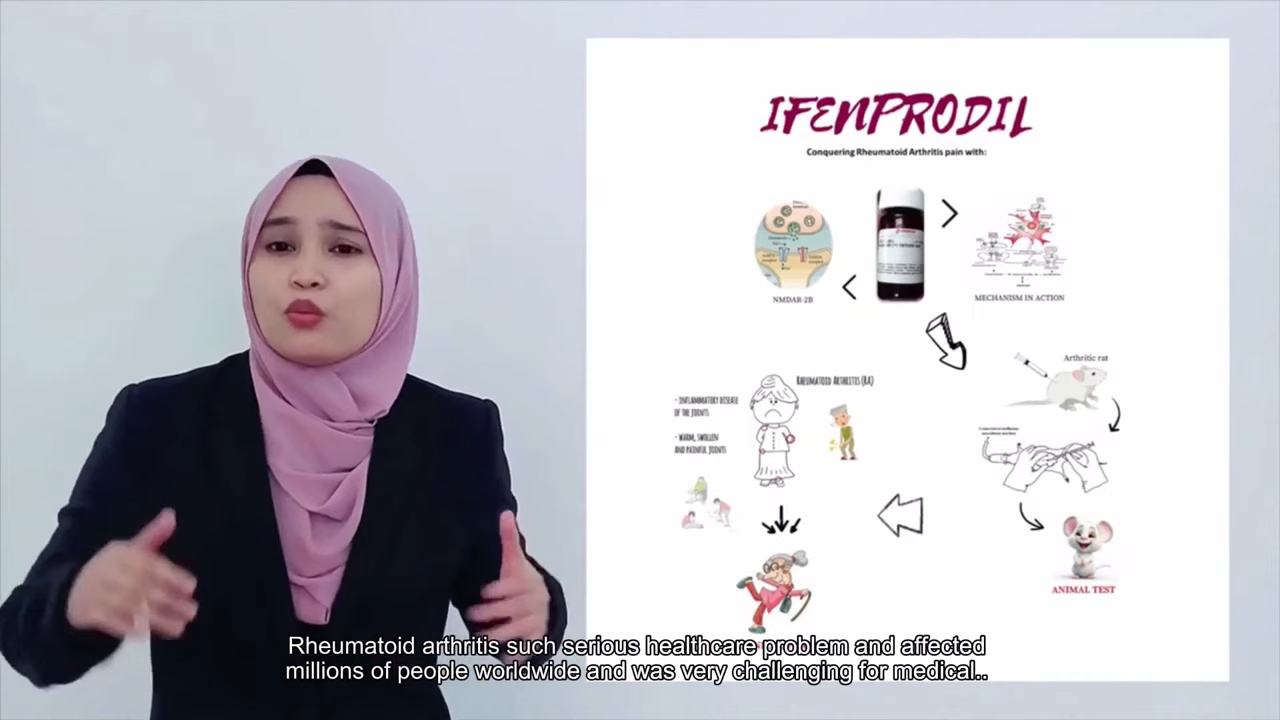 IFENPRODIL
Conquering Rheumatoid Arthritis pain with:
NMDAR-2B
MECHANISM IN ACTION
Arthritic rat
RHEUMATOID ARTHRITIS (RA)
- INFLAMMATORY DISEASE
OF THE JOINTS
- WARM, SWOLLEN
AND PAINFUL JOINTS
ANIMAL TEST
Rheumatoid arthritis such serious healthcare problem and affected
millions of people worldwide and was very challenging for medical..